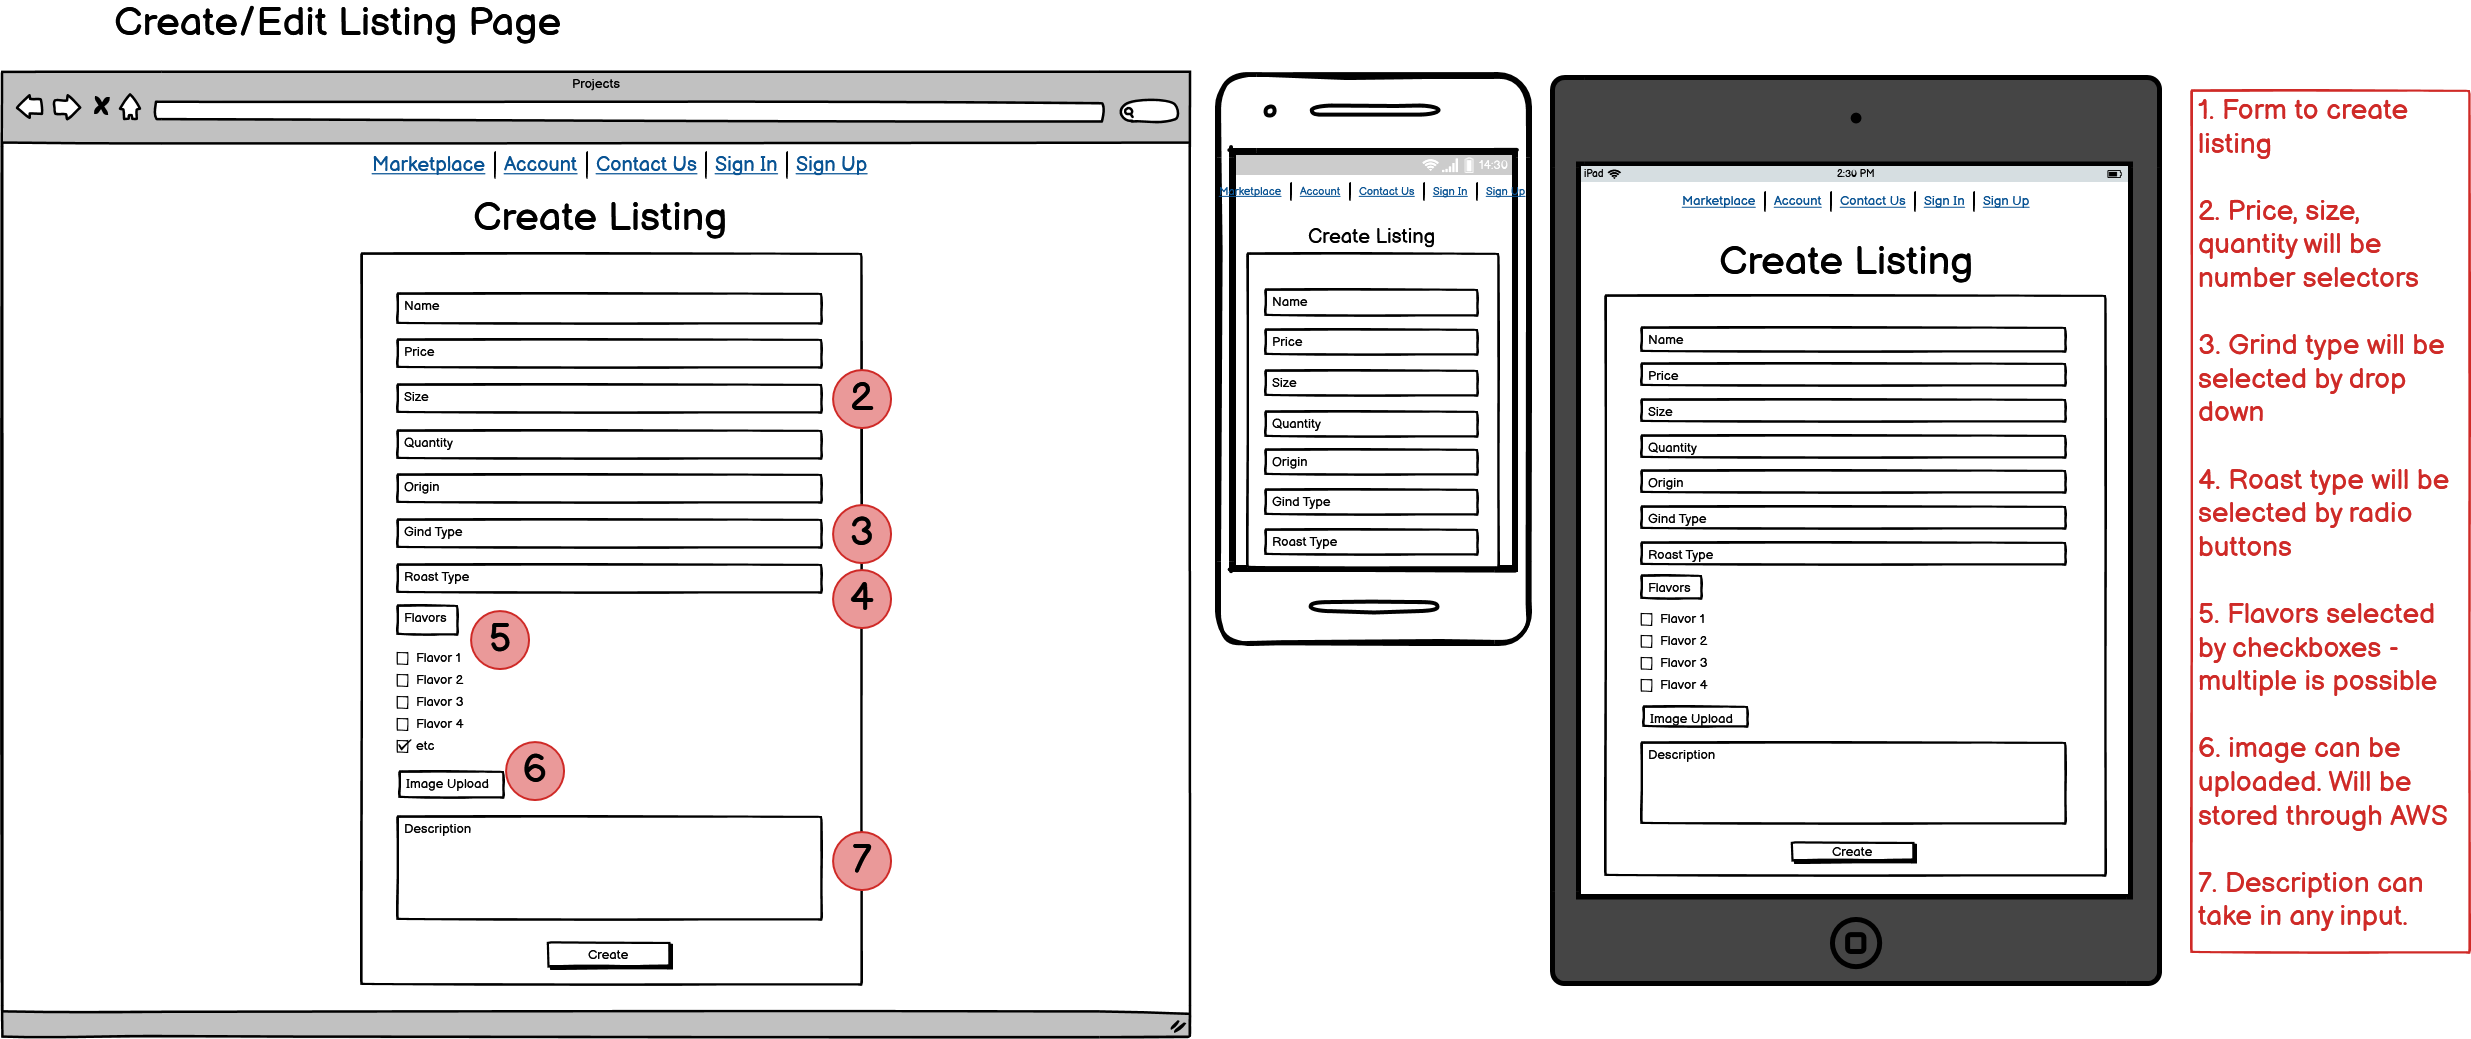 Create/Edit Listing Page
Projects
Marketplace | Account | Contact Us | Sign In | Sign Up
Create Listing
Name
Price
Size
2
Quantity
Origin
Gind Type
3
Roast Type
4
Flavors
5
Flavor 1
Flavor 2
Flavor 3
Flavor 4
etc
6
Image Upload
Description
7
Create
14:30
Marketplace | Account | Contact Us | Sign In | Sign Up
Create Listing
Name
Price
Size
Quantity
Origin
Gind Type
Roast Type
iPad 2:30 PM
Marketplace | Account | Contact Us | Sign In | Sign Up
Create Listing
Name
Price
Size
Quantity
Origin
Gind Type
Roast Type
Flavors
Flavor 1
Flavor 2
Flavor 3
Flavor 4
Image Upload
Description
Create
1. Form to create
listing
2. Price, size,
quantity will be
number selectors
3. Grind type will be
selected by drop
down
4. Roast type will be
selected by radio
buttons
5. Flavors selected
by checkboxes -
multiple is possible
6. image can be
uploaded. Will be
stored through AWS
7. Description can
take in any input.